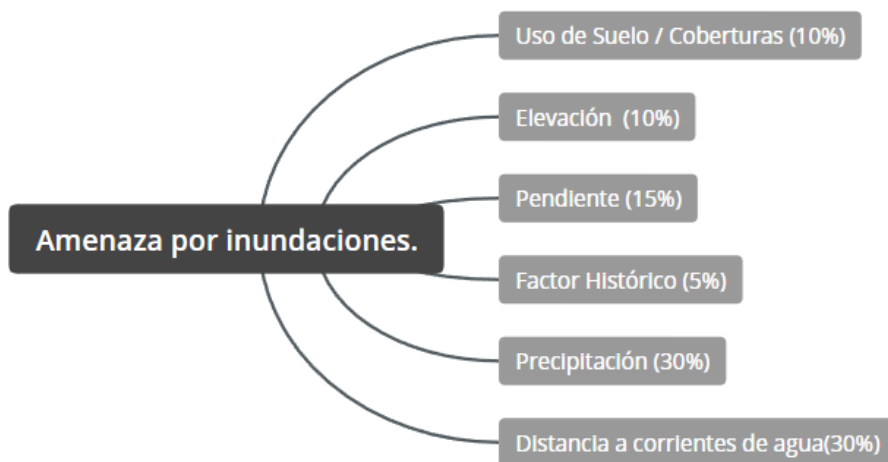 Uso de Suelo / Coberturas (10%)
Elevación (10%)
Pendiente (15%)
Amenaza por inundaciones.
Factor Histórico (5%)
Precipitación (30%)
Distancia a corrientes de agua(30%)